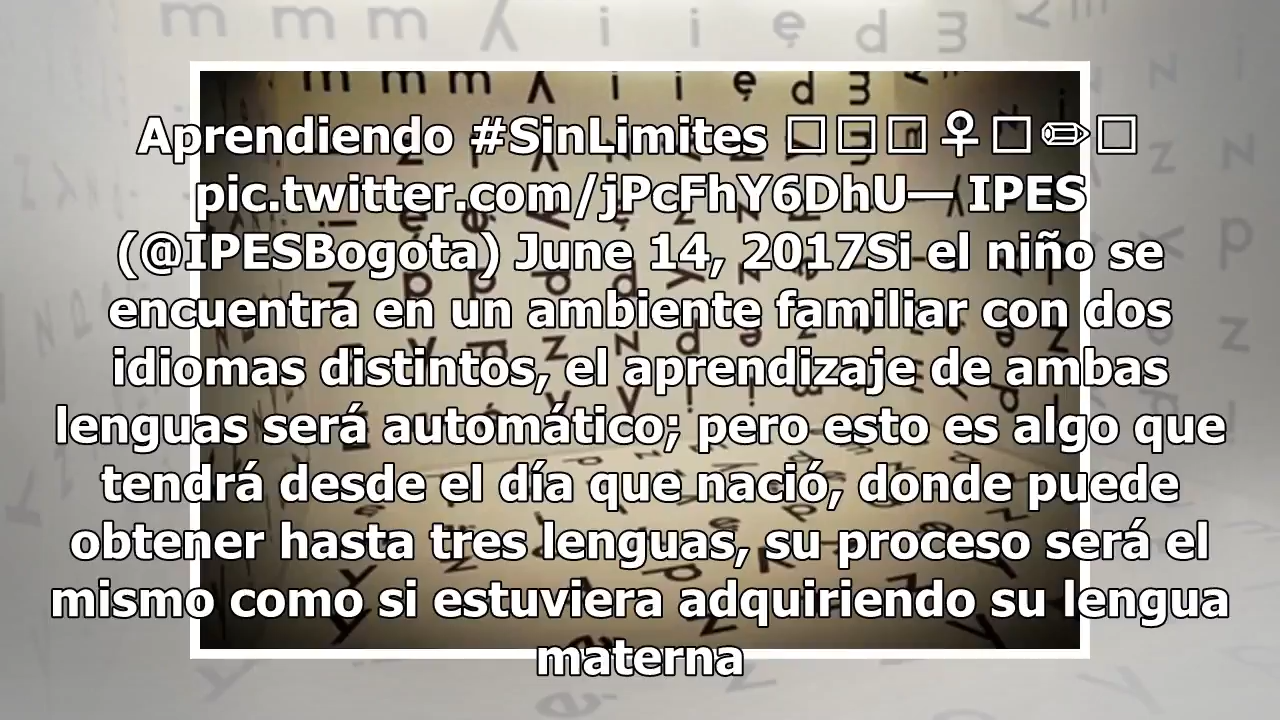 Aprendiendo #SinLimites □□□♀□✏□
pic.twitter.com/jPcFhY6DhU— IPES
(@IPESBogota) June 14, 2017Si el niño se
encuentra en un ambiente familiar con dos
idiomas distintos, el aprendizaje de ambas
lenguas será automático; pero esto es algo que
tendrá desde el día que nació, donde puede
obtener hasta tres lenguas, su proceso será el
mismo como si estuviera adquiriendo su lengua
materna